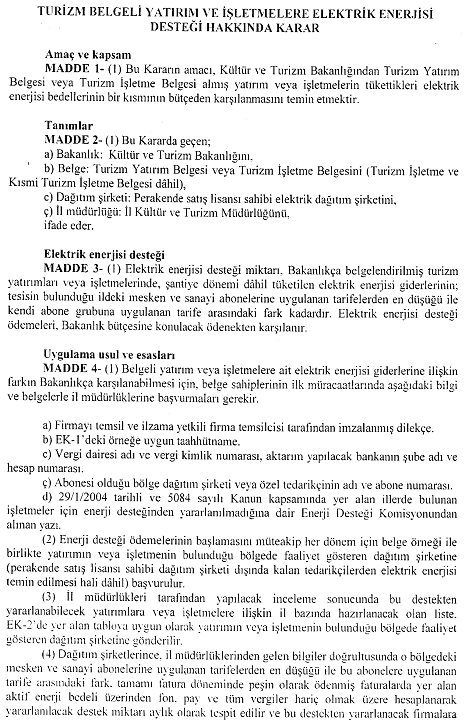 TURİZM BELGELİ YATIRIM VE İŞLETMELERE ELEKTRİK ENERJİSİ
DESTEĞİ HAKKINDA KARAR
Amaç ve kapsam
MADDE 1- (1) Bu Kararın amacı, Kültür ve Turizm Bakanlığından Turizm Yatırım
Belgesi veya Turizm İşletme Belgesi almış yatırım veya işletmelerin tükettikleri elektrik
enerjisi bedellerinin bir kısmının bütçeden karşılanmasını temin etmektir.
Tanımlar
MADDE 2- (1) Bu Kararda geçen;
a) Bakanlık: Kültür ve Turizm Bakanlığını,
b) Belge: Turizm Yatırım Belgesi veya Turizm İşletme Belgesini (Turizm İşletme ve
Kısmi Turizm İşletme Belgesi dâhil),
c) Dağıtım şirketi: Perakende satış lisansı sahibi elektrik dağıtım şirketini,
ç) İl müdürlüğü: İl Kültür ve Turizm Müdürlüğünü,
ifade eder.
Elektrik enerjisi desteği
MADDE 3- (1) Elektrik enerjisi desteği miktarı, Bakanlıkça belgelendirilmiş turizm
yatırımları veya işletmelerinde, şantiye dönemi dâhil tüketilen elektrik enerjisi giderlerinin;
tesisin bulunduğu ildeki mesken ve sanayi abonelerine uygulanan tarifelerden en düşüğü ile
kendi abone grubuna uygulanan tarife arasındaki fark kadardır. Elektrik enerjisi desteği
ödemeleri, Bakanlık bütçesine konulacak ödenekten karşılanır.
Uygulama usul ve esasları
MADDE 4- (1) Belgeli yatırım veya işletmelere ait elektrik enerjisi giderlerine ilişkin
farkın Bakanlıkça karşılanabilmesi için, belge sahiplerinin ilk müracaatlarında aşağıdaki bilgi
ve belgelerle il müdürlüklerine başvurmaları gerekir.
a) Firmayı temsil ve ilzama yetkili firma temsilcisi tarafından imzalanmış dilekçe.
b) EK-1'deki örneğe uygun taahhütname.
c) Vergi dairesi adı ve vergi kimlik numarası, aktarım yapılacak bankanın şube adı ve
hesap numarası.
ç) Abonesi olduğu bölge dağıtım şirketi veya özel tedarikçinin adı ve abone numarası.
d) 29/1/2004 tarihli ve 5084 sayılı Kanun kapsamında yer alan illerde bulunan
işletmeler için enerji desteğinden yararlanılmadığına dair Enerji Desteği Komisyonundan
alınan yazı.
(2) Enerji desteği ödemelerinin başlamasını müteakip her dönem için belge örneği ile
birlikte yatırımın veya işletmenin bulunduğu bölgede faaliyet gösteren dağıtım şirketine
(perakende satış lisansı sahibi dağıtım şirketi dışında kalan tedarikçilerden elektrik enerjisi
temin edilmesi hali dâhil) başvurulur.
(3) İl müdürlükleri tarafından yapılacak inceleme sonucunda bu destekten
yararlanabilecek yatırımlara veya işletmelere ilişkin il bazında hazırlanacak olan liste.
EK-2'de yer alan tabloya uygun olarak yatırımın veya işletmenin bulunduğu bölgede faaliyet
gösteren dağıtım şirketine gönderilir.
(4) Dağıtım şirketlerince, il müdürlüklerinden gelen bilgiler doğrultusunda o bölgedeki
mesken ve sanayi abonelerine uygulanan tarifelerden en düşüğü ile bu abonelere uygulanan
tarife arasındaki fark, tamamı fatura döneminde peşin olarak ödenmiş faturalarda yer alan
aktif enerji bedeli üzerinden fon, pay ve tüm vergiler hariç olmak üzere hesaplanarak
yararlanılacak destek miktarı aylık olarak tespit edilir ve bu destekten yararlanacak firmalara